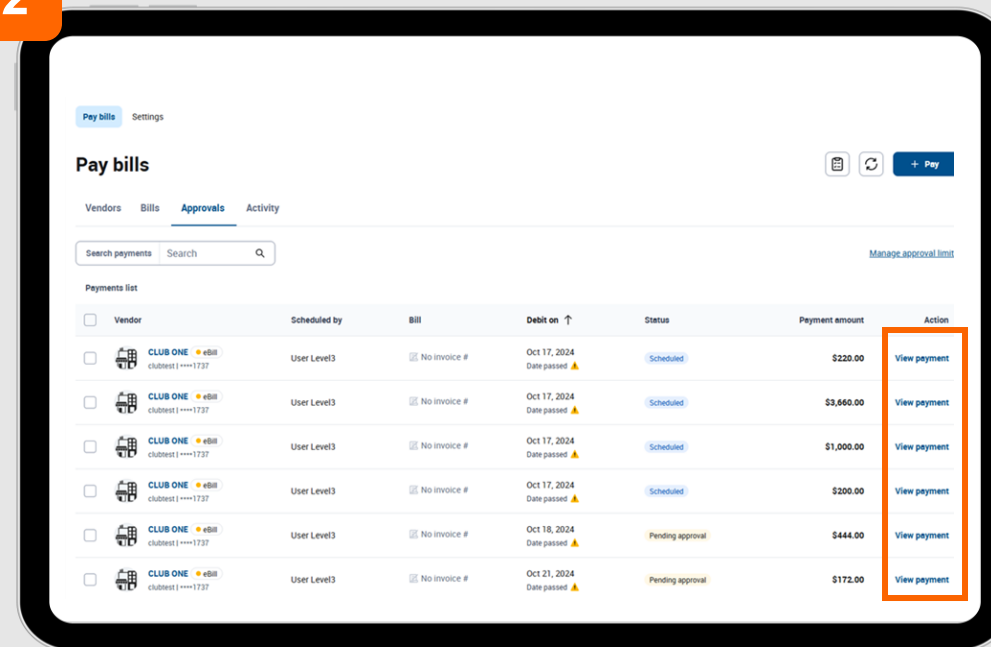 2
Pay bills Settings
Pay bills
+ Pay
Vendors Bills Approvals Activity
Search payments Search
Manage approval limit
Payments list
Vendor Scheduled by Bill Debit on ↑ Status Payment amount Action
CLUB ONE eBill User Level3 No invoice # Oct 17, 2024 Scheduled $220.00 View payment
clubtest | ••••1737 Date passed
CLUB ONE eBill User Level3 No invoice # Oct 17, 2024 Scheduled $3,660.00 View payment
clubtest | ••••1737 Date passed
CLUB ONE eBill User Level3 No invoice # Oct 17, 2024 Scheduled $1,000.00 View payment
clubtest | ••••1737 Date passed
CLUB ONE eBill User Level3 No invoice # Oct 17, 2024 Scheduled $200.00 View payment
clubtest | ••••1737 Date passed
CLUB ONE eBill User Level3 No invoice # Oct 18, 2024 Pending approval $444.00 View payment
clubtest | ••••1737 Date passed
CLUB ONE eBill User Level3 No invoice # Oct 21, 2024 Pending approval $172.00 View payment
clubtest | ••••1737 Date passed